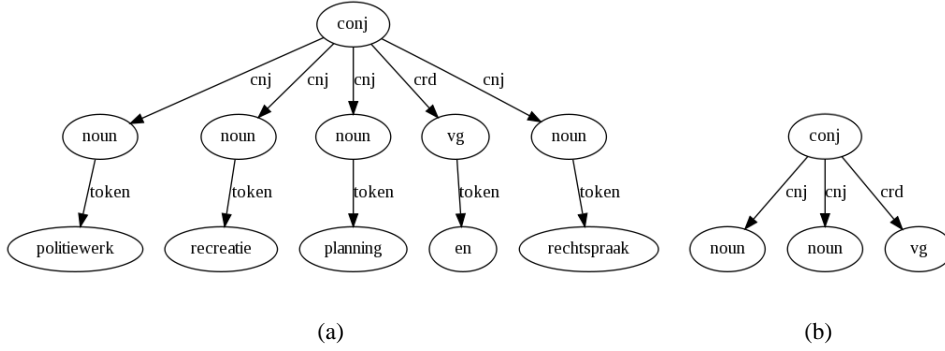 conj
cnj cnj cnj crd cnj
noun noun noun vg noun conj
token token token token token cnj cnj crd
politiewerk recreatie planning en rechtspraak noun noun vg
(a) (b)